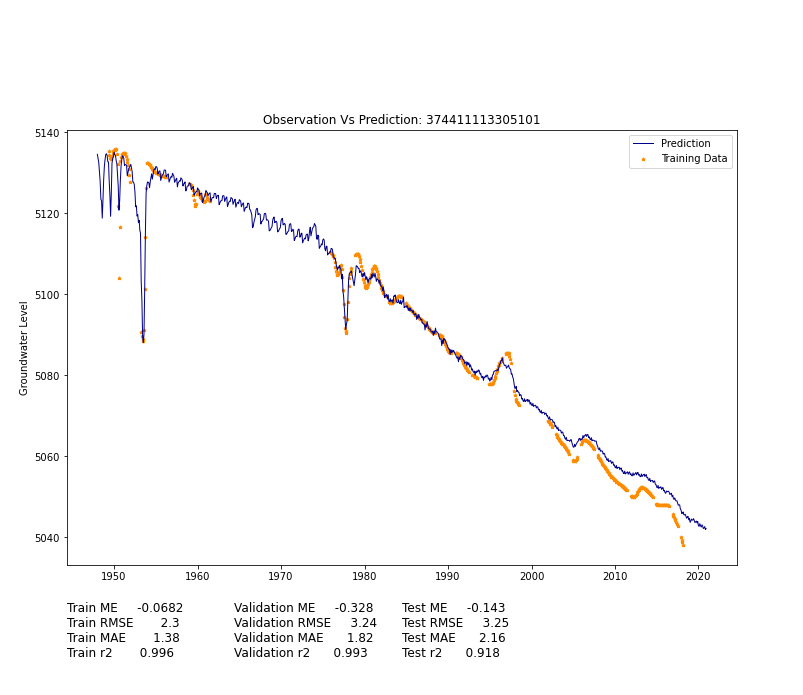 Observation Vs Prediction: 374411113305101
Prediction
Training Data
5140
5120
5100
5080
5060
5040
Groundwater Level
1950 1960 1970 1980 1990 2000 2010 2020
Train ME -0.0682 Validation ME -0.328 Test ME -0.143
Train RMSE 2.3 Validation RMSE 3.24 Test RMSE 3.25
Train MAE 1.38 Validation MAE 1.82 Test MAE 2.16
Train r2 0.996 Validation r2 0.993 Test r2 0.918